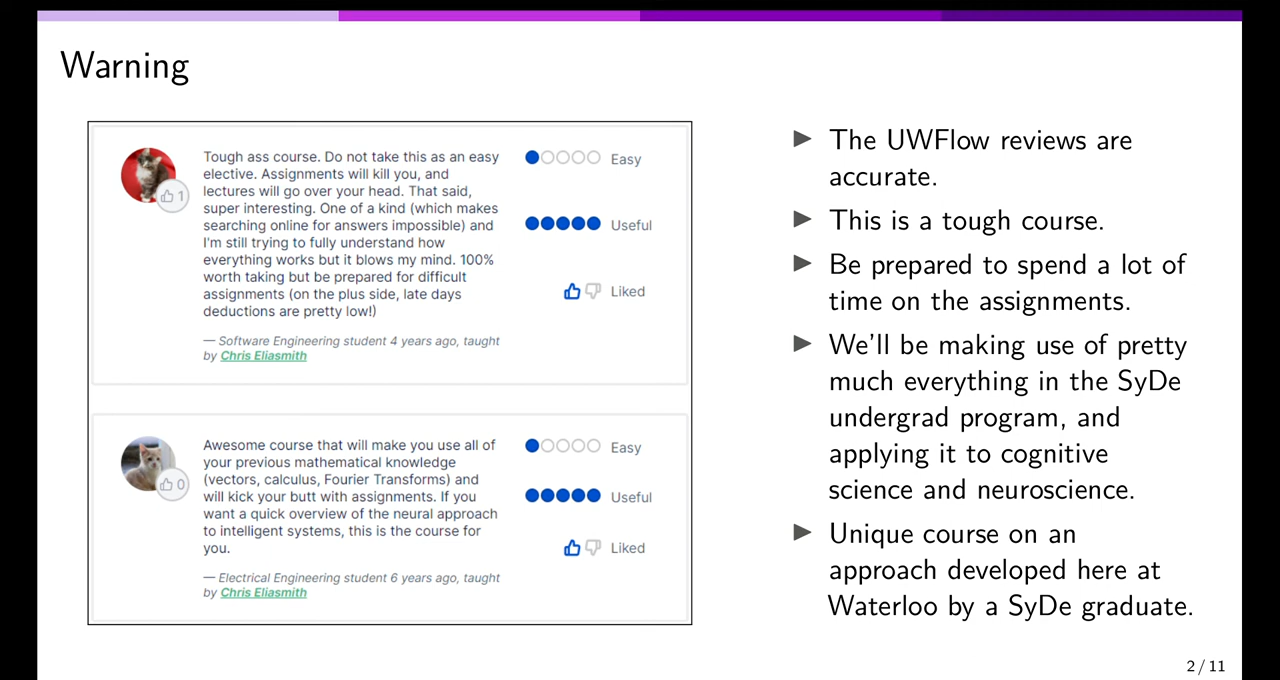 Warning
Tough ass course. Do not take this as an easy
elective. Assignments will kill you, and
lectures will go over your head. That said,
super interesting. One of a kind (which makes
searching online for answers impossible) and
I'm still trying to fully understand how
everything works but it blows my mind. 100%
worth taking but be prepared for difficult
assignments (on the plus side, late days
deductions are pretty low!)
— Software Engineering student 4 years ago, taught
by Chris Eliasmith
1
Easy
Useful
Liked
Awesome course that will make you use all of
your previous mathematical knowledge
(vectors, calculus, Fourier Transforms) and
will kick your butt with assignments. If you
want a quick overview of the neural approach
to intelligent systems, this is the course for
you.
— Electrical Engineering student 6 years ago, taught
by Chris Eliasmith
0
Easy
Useful
Liked
The UWFlow reviews are
accurate.
This is a tough course.
Be prepared to spend a lot of
time on the assignments.
We'll be making use of pretty
much everything in the SyDe
undergrad program, and
applying it to cognitive
science and neuroscience.
Unique course on an
approach developed here at
Waterloo by a SyDe graduate.
2 / 11